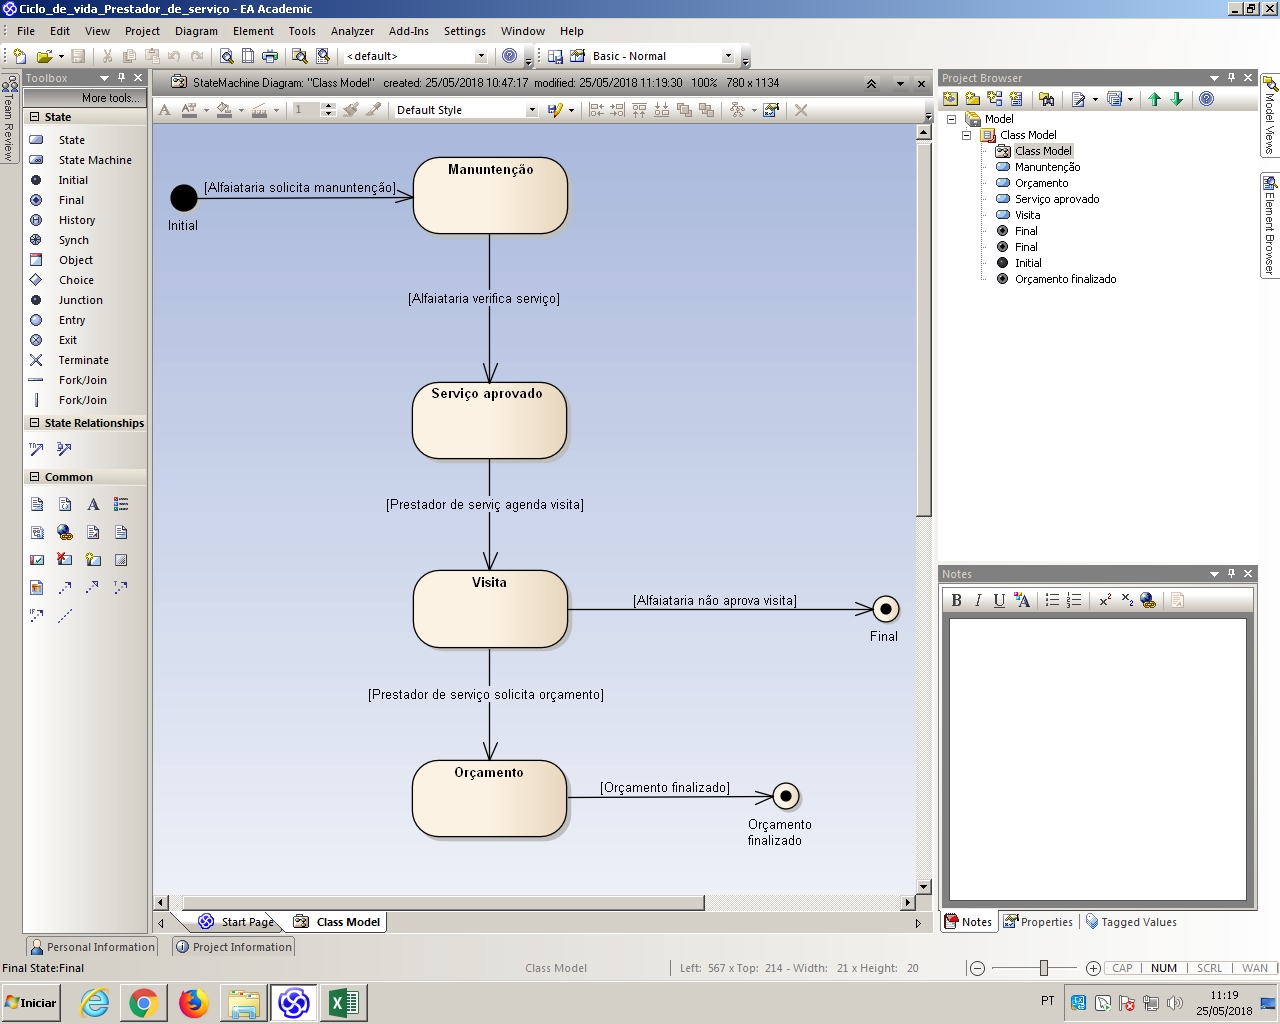 Ciclo_de_vida_Prestador_de_serviço - EA Academic
File Edit View Project Diagram Element Tools Analyzer Add-Ins Settings Window Help
<default>
Basic - Normal
Team Review
Toolbox
More tools...
State
State
State Machine
Initial
Final
History
Synch
Object
Choice
Junction
Entry
Exit
Terminate
Fork/Join
Fork/Join
State Relationships
Common
StateMachine Diagram: "Class Model" created: 25/05/2018 10:47:17 modified: 25/05/2018 11:19:30 100% 780 x 1134
1
Default Style
[Alfaiataria solicita manuntenção]
Initial
Manuntenção
[Alfaiataria verifica serviço]
Serviço aprovado
[Prestador de serviç agenda visita]
Visita
[Alfaiataria não aprova visita]
Final
[Prestador de serviço solicita orçamento]
Orçamento
[Orçamento finalizado]
Orçamento
finalizado
Start Page
Class Model
Project Browser
Model
Class Model
Class Model
Manuntenção
Orçamento
Serviço aprovado
Visita
Final
Final
Initial
Orçamento finalizado
Model Views
Element Browser
Notes
B I U A
Notes Properties Tagged Values
Personal Information Project Information
Final State:Final
Class Model
Left: 567 x Top: 214 - Width: 21 x Height: 20
CAP NUM SCRL WAN
Iniciar
PT
11:19
25/05/2018